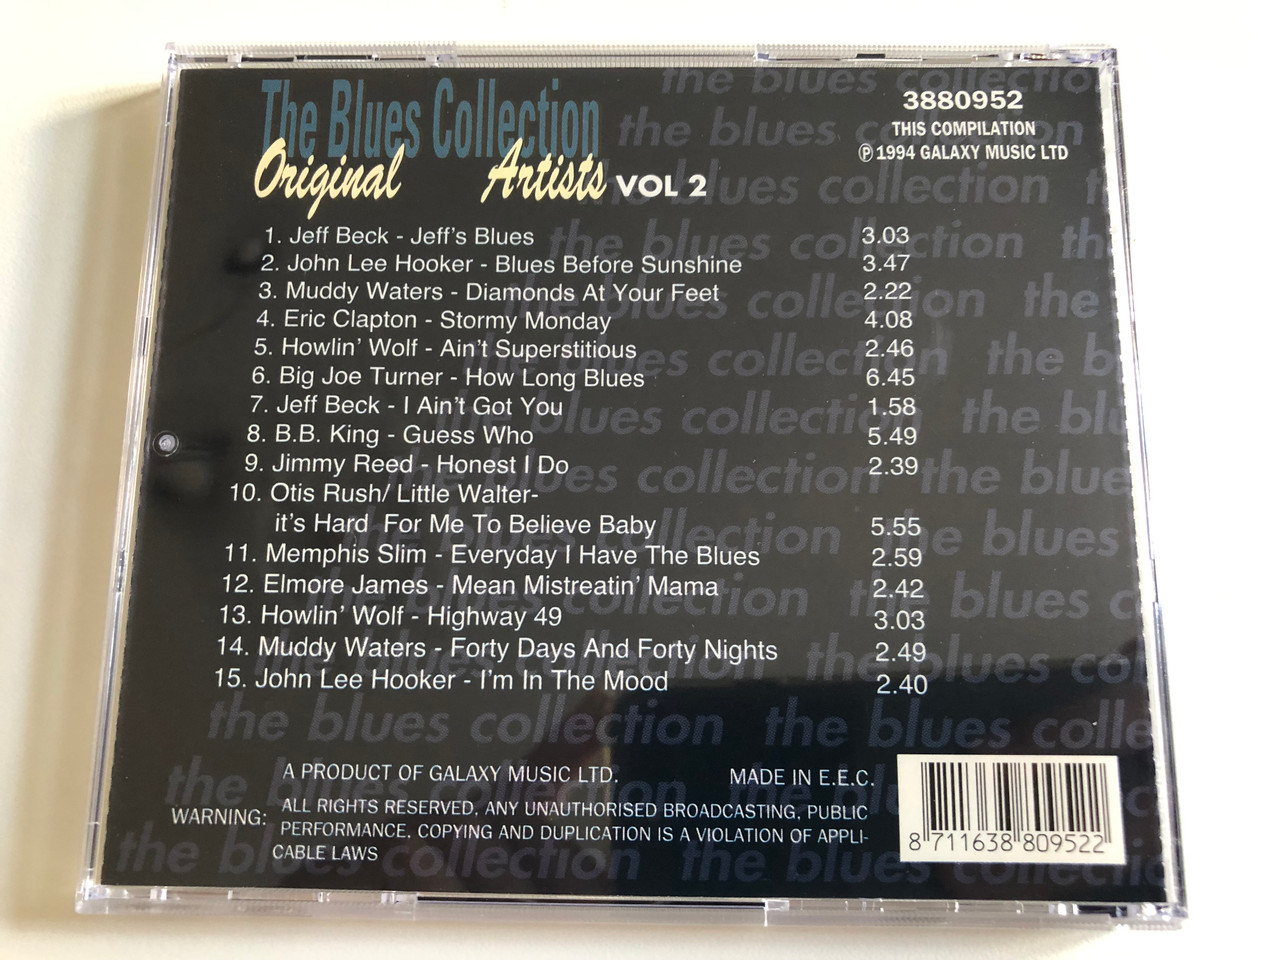 The Blues Collection
Original Artists VOL 2
3880952
THIS COMPILATION
Ⓟ 1994 GALAXY MUSIC LTD
1. Jeff Beck - Jeff's Blues 3.03
2. John Lee Hooker - Blues Before Sunshine 3.47
3. Muddy Waters - Diamonds At Your Feet 2.22
4. Eric Clapton - Stormy Monday 4.08
5. Howlin' Wolf - Ain't Superstitious 2.46
6. Big Joe Turner - How Long Blues 6.45
7. Jeff Beck - I Ain't Got You 1.58
8. B.B. King - Guess Who 5.49
9. Jimmy Reed - Honest I Do 2.39
10. Otis Rush/ Little Walter-
it's Hard For Me To Believe Baby 5.55
11. Memphis Slim - Everyday I Have The Blues 2.59
12. Elmore James - Mean Mistreatin' Mama 2.42
13. Howlin' Wolf - Highway 49 3.03
14. Muddy Waters - Forty Days And Forty Nights 2.49
15. John Lee Hooker - I'm In The Mood 2.40
the blues collection the blues colle
A PRODUCT OF GALAXY MUSIC LTD. MADE IN E.E.C.
WARNING: ALL RIGHTS RESERVED, ANY UNAUTHORISED BROADCASTING, PUBLIC
PERFORMANCE, COPYING AND DUPLICATION IS A VIOLATION OF APPLI-
CABLE LAWS
8 711638 809522